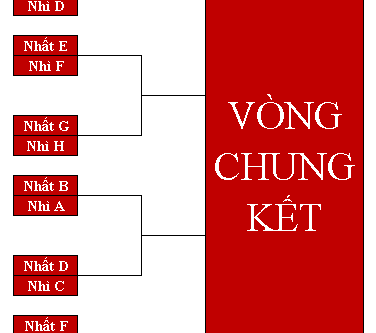 Nhì D
Nhất E
Nhì F
Nhất G
Nhì H
Nhất B
Nhì A
Nhất D
Nhì C
Nhất F
VÒNG
CHUNG
KẾT